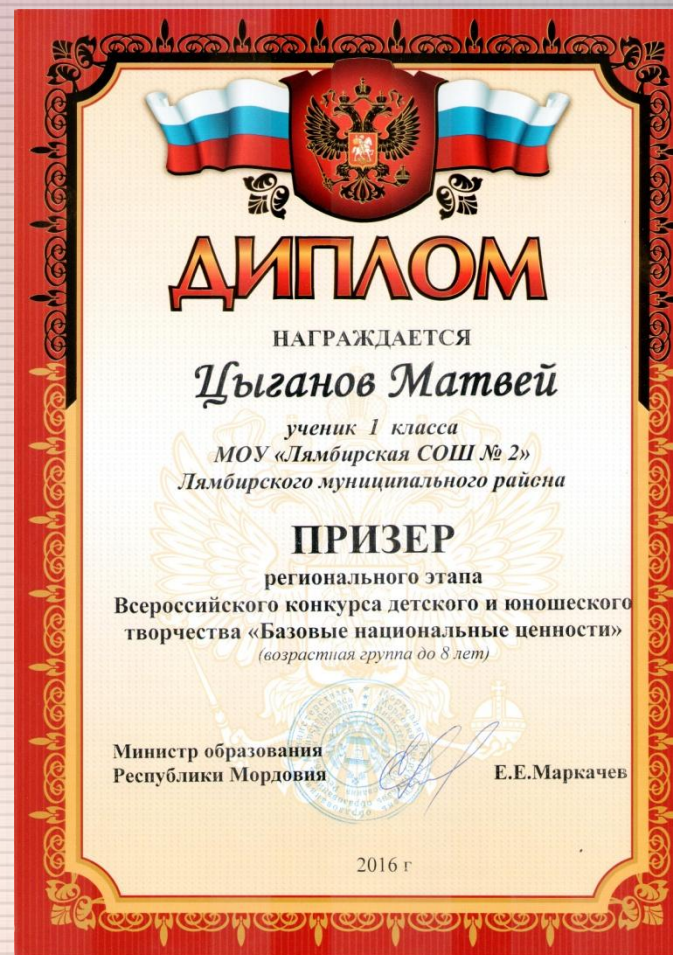 ДИПЛОМ
НАГРАЖДАЕТСЯ
Цыганов Матвей
ученик 1 класса
МОУ «Лямбирская СОШ № 2»
Лямбирского муниципального района
ПРИЗЕР
регионального этапа
Всероссийского конкурса детского и юношеского
творчества «Базовые национальные ценности»
(возрастная группа до 8 лет)
Министр образования
Республики Мордовия
Е.Е.Маркачев
2016 г